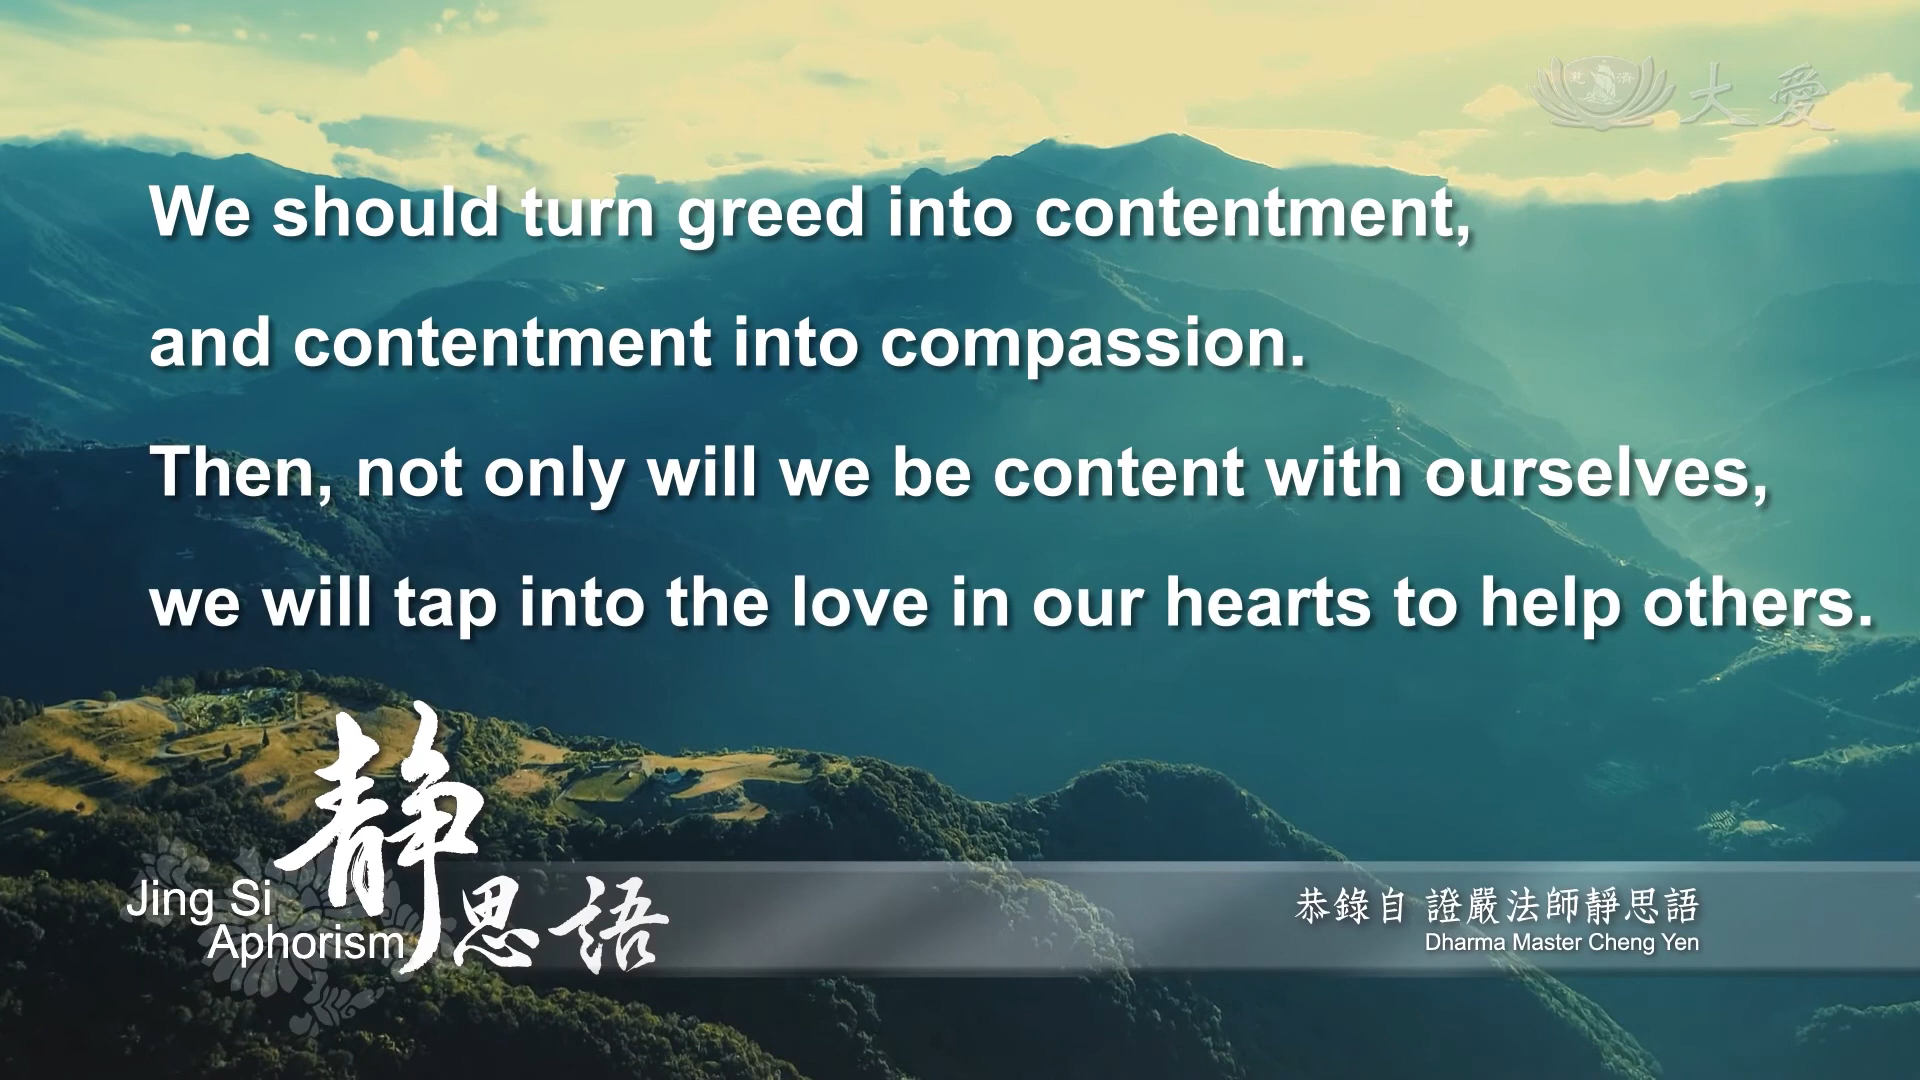 慈 濟 大愛
We should turn greed into contentment,
and contentment into compassion.
Then, not only will we be content with ourselves,
we will tap into the love in our hearts to help others.
靜思語
Jing Si
Aphorism
恭錄自 證嚴法師靜思語
Dharma Master Cheng Yen